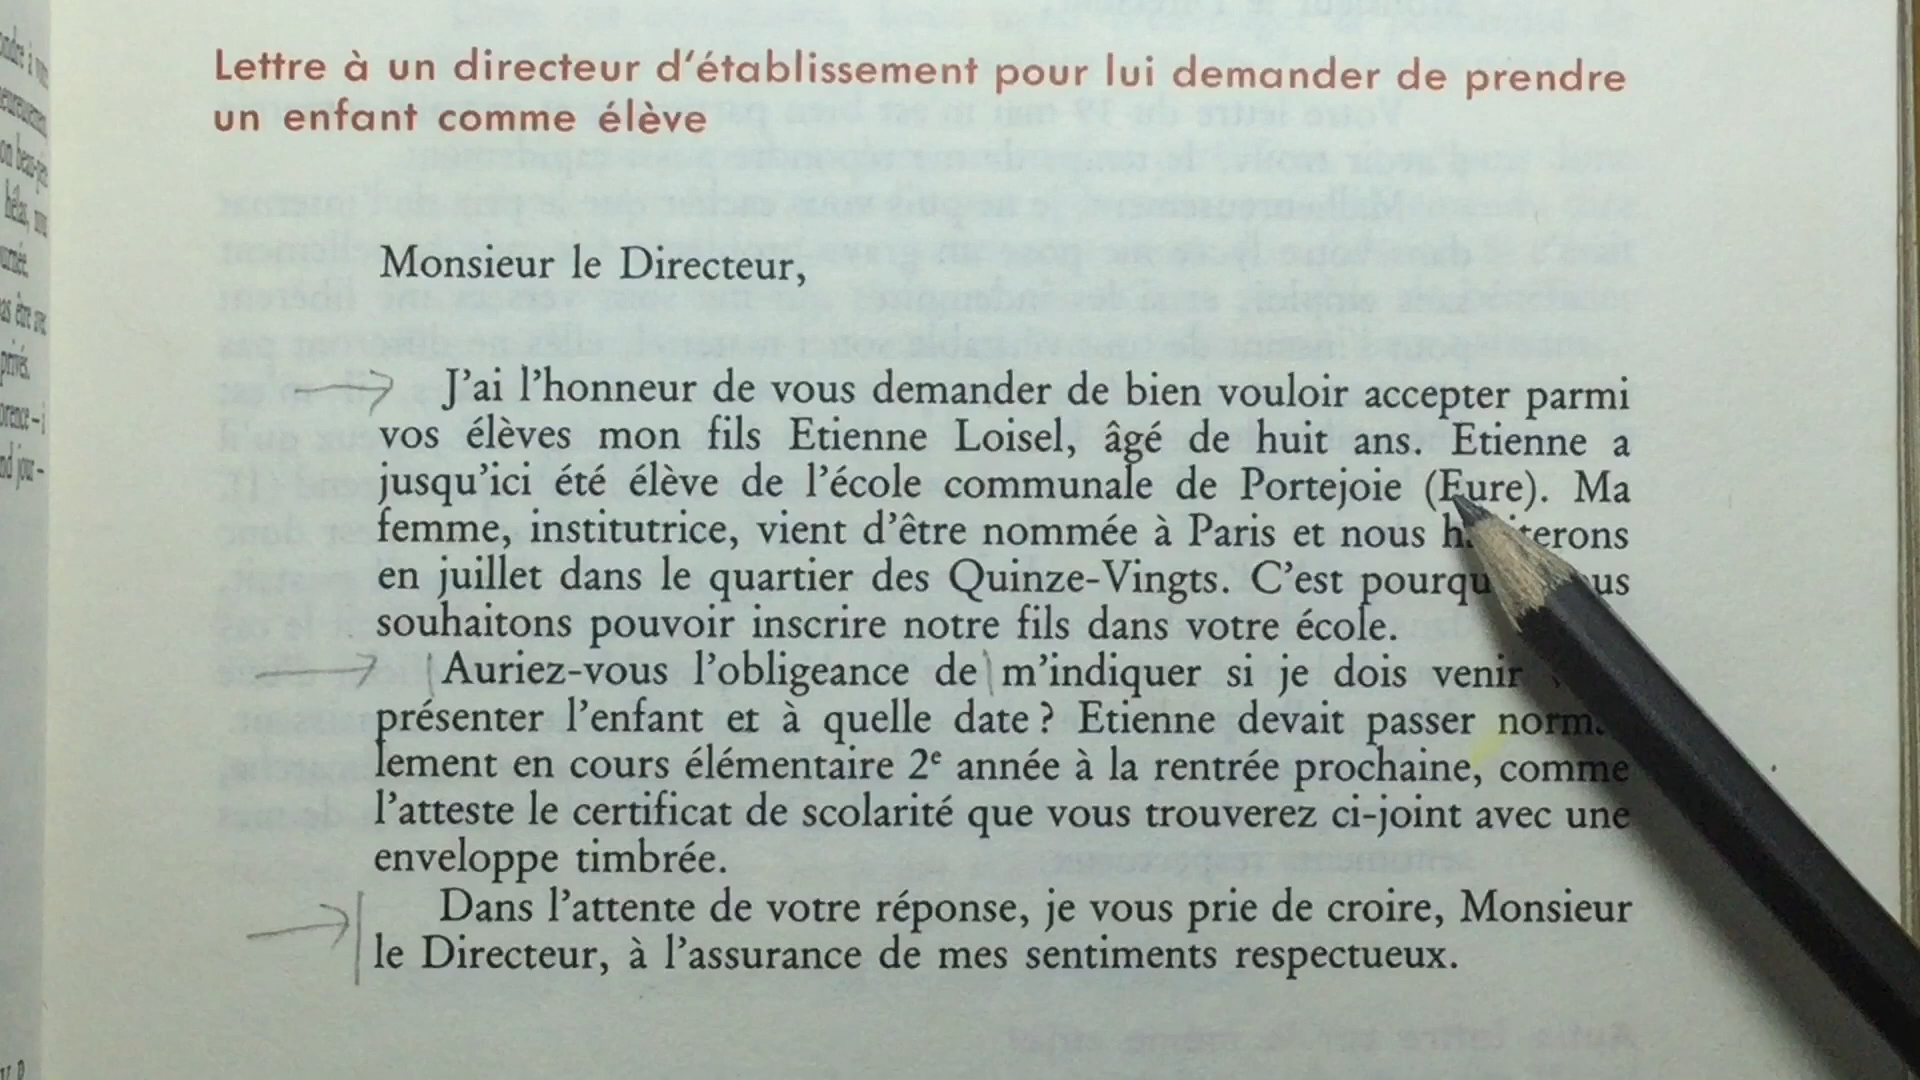 Lettre à un directeur d'établissement pour lui demander de prendre
un enfant comme élève
Monsieur le Directeur,
J'ai l'honneur de vous demander de bien vouloir accepter parmi
vos élèves mon fils Etienne Loisel, âgé de huit ans. Etienne a
jusqu'ici été élève de l'école communale de Portejoie (Eure). Ma
femme, institutrice, vient d'être nommée à Paris et nous
en juillet dans le quartier des Quinze-Vingts. C'est
souhaitons pouvoir inscrire notre fils dans votre école.
Auriez-vous l'obligeance de m'indiquer si je dois venir
présenter l'enfant et à quelle date ? Etienne devait passer
lement en cours élémentaire 2e année à la rentrée prochaine, comme
l'atteste le certificat de scolarité que vous trouverez ci-joint avec une
enveloppe timbrée.
Dans l'attente de votre réponse, je vous prie de croire, Monsieur
le Directeur, à l'assurance de mes sentiments respectueux.